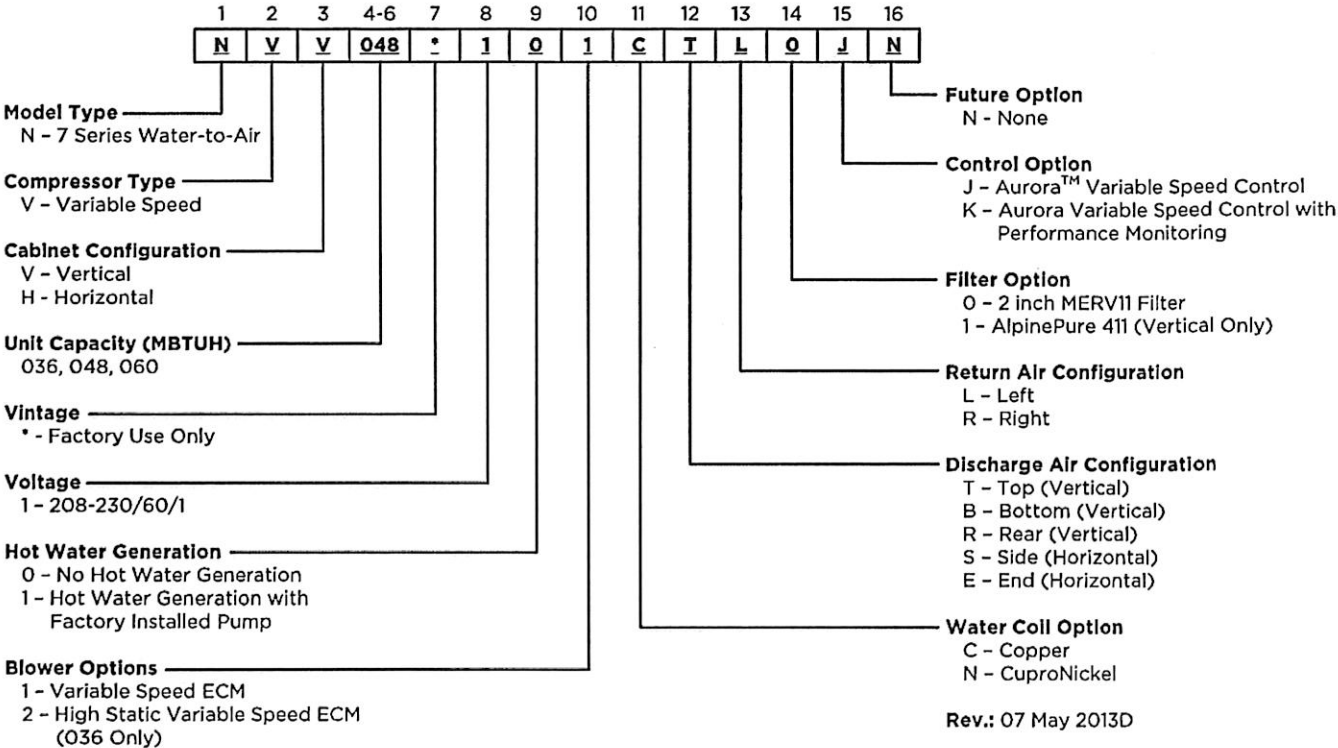 1 2 3 4-6 7 8 9 10 11 12 13 14 15 16
N V V 048 * 1 0 1 C T L 0 J N
Model Type
N – 7 Series Water-to-Air
Compressor Type
V – Variable Speed
Cabinet Configuration
V – Vertical
H - Horizontal
Unit Capacity (MBTUH)
036, 048, 060
Vintage
* - Factory Use Only
Voltage
1 – 208-230/60/1
Hot Water Generation
0 – No Hot Water Generation
1 – Hot Water Generation with
Factory Installed Pump
Blower Options
1 - Variable Speed ECM
2 – High Static Variable Speed ECM
(036 Only)
Future Option
N - None
Control Option
J – Aurora™ Variable Speed Control
K – Aurora Variable Speed Control with
Performance Monitoring
Filter Option
0 – 2 inch MERV11 Filter
1 – AlpinePure 411 (Vertical Only)
Return Air Configuration
L – Left
R – Right
Discharge Air Configuration
T – Top (Vertical)
B – Bottom (Vertical)
R – Rear (Vertical)
S – Side (Horizontal)
E – End (Horizontal)
Water Coil Option
C – Copper
N – CuproNickel
Rev.: 07 May 2013D